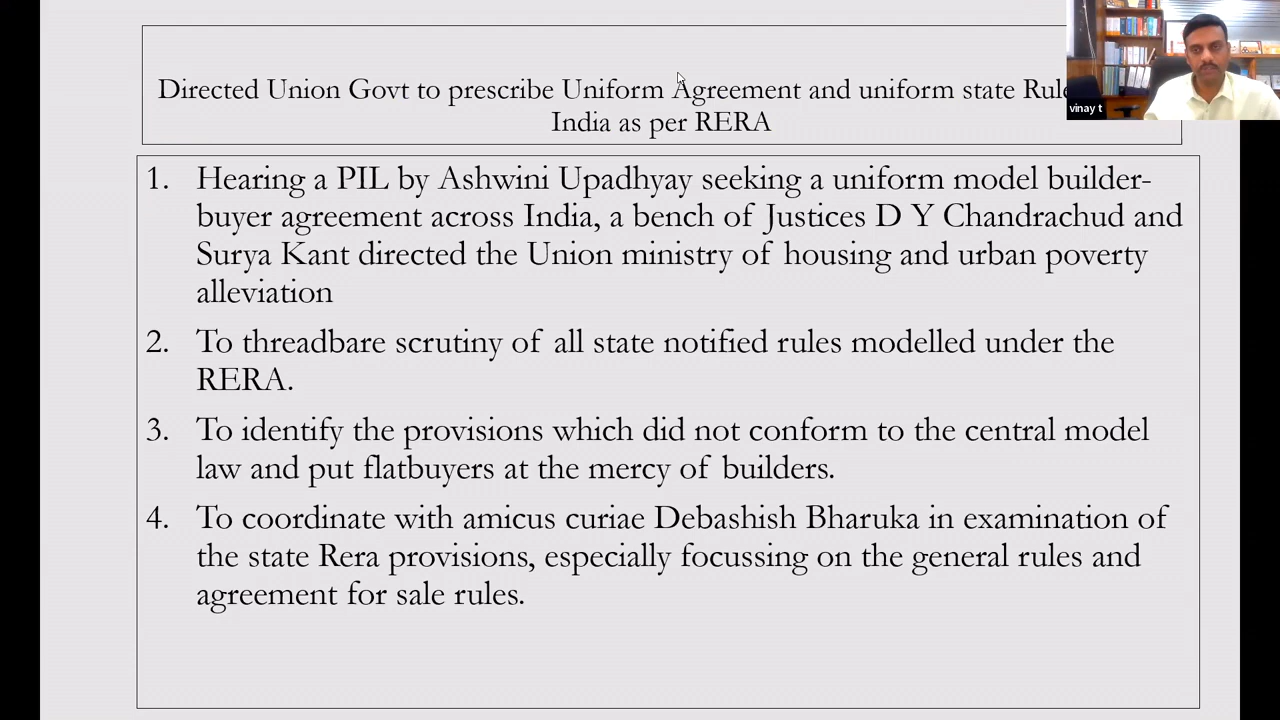 Directed Union Govt to prescribe Uniform Agreement and uniform state
India as per RERA
vinay t
1. Hearing a PIL by Ashwini Upadhyay seeking a uniform model builder-
buyer agreement across India, a bench of Justices D Y Chandrachud and
Surya Kant directed the Union ministry of housing and urban poverty
alleviation
2. To threadbare scrutiny of all state notified rules modelled under the
RERA.
3. To identify the provisions which did not conform to the central model
law and put flatbuyers at the mercy of builders.
4. To coordinate with amicus curiae Debashish Bharuka in examination of
the state Rera provisions, especially focussing on the general rules and
agreement for sale rules.